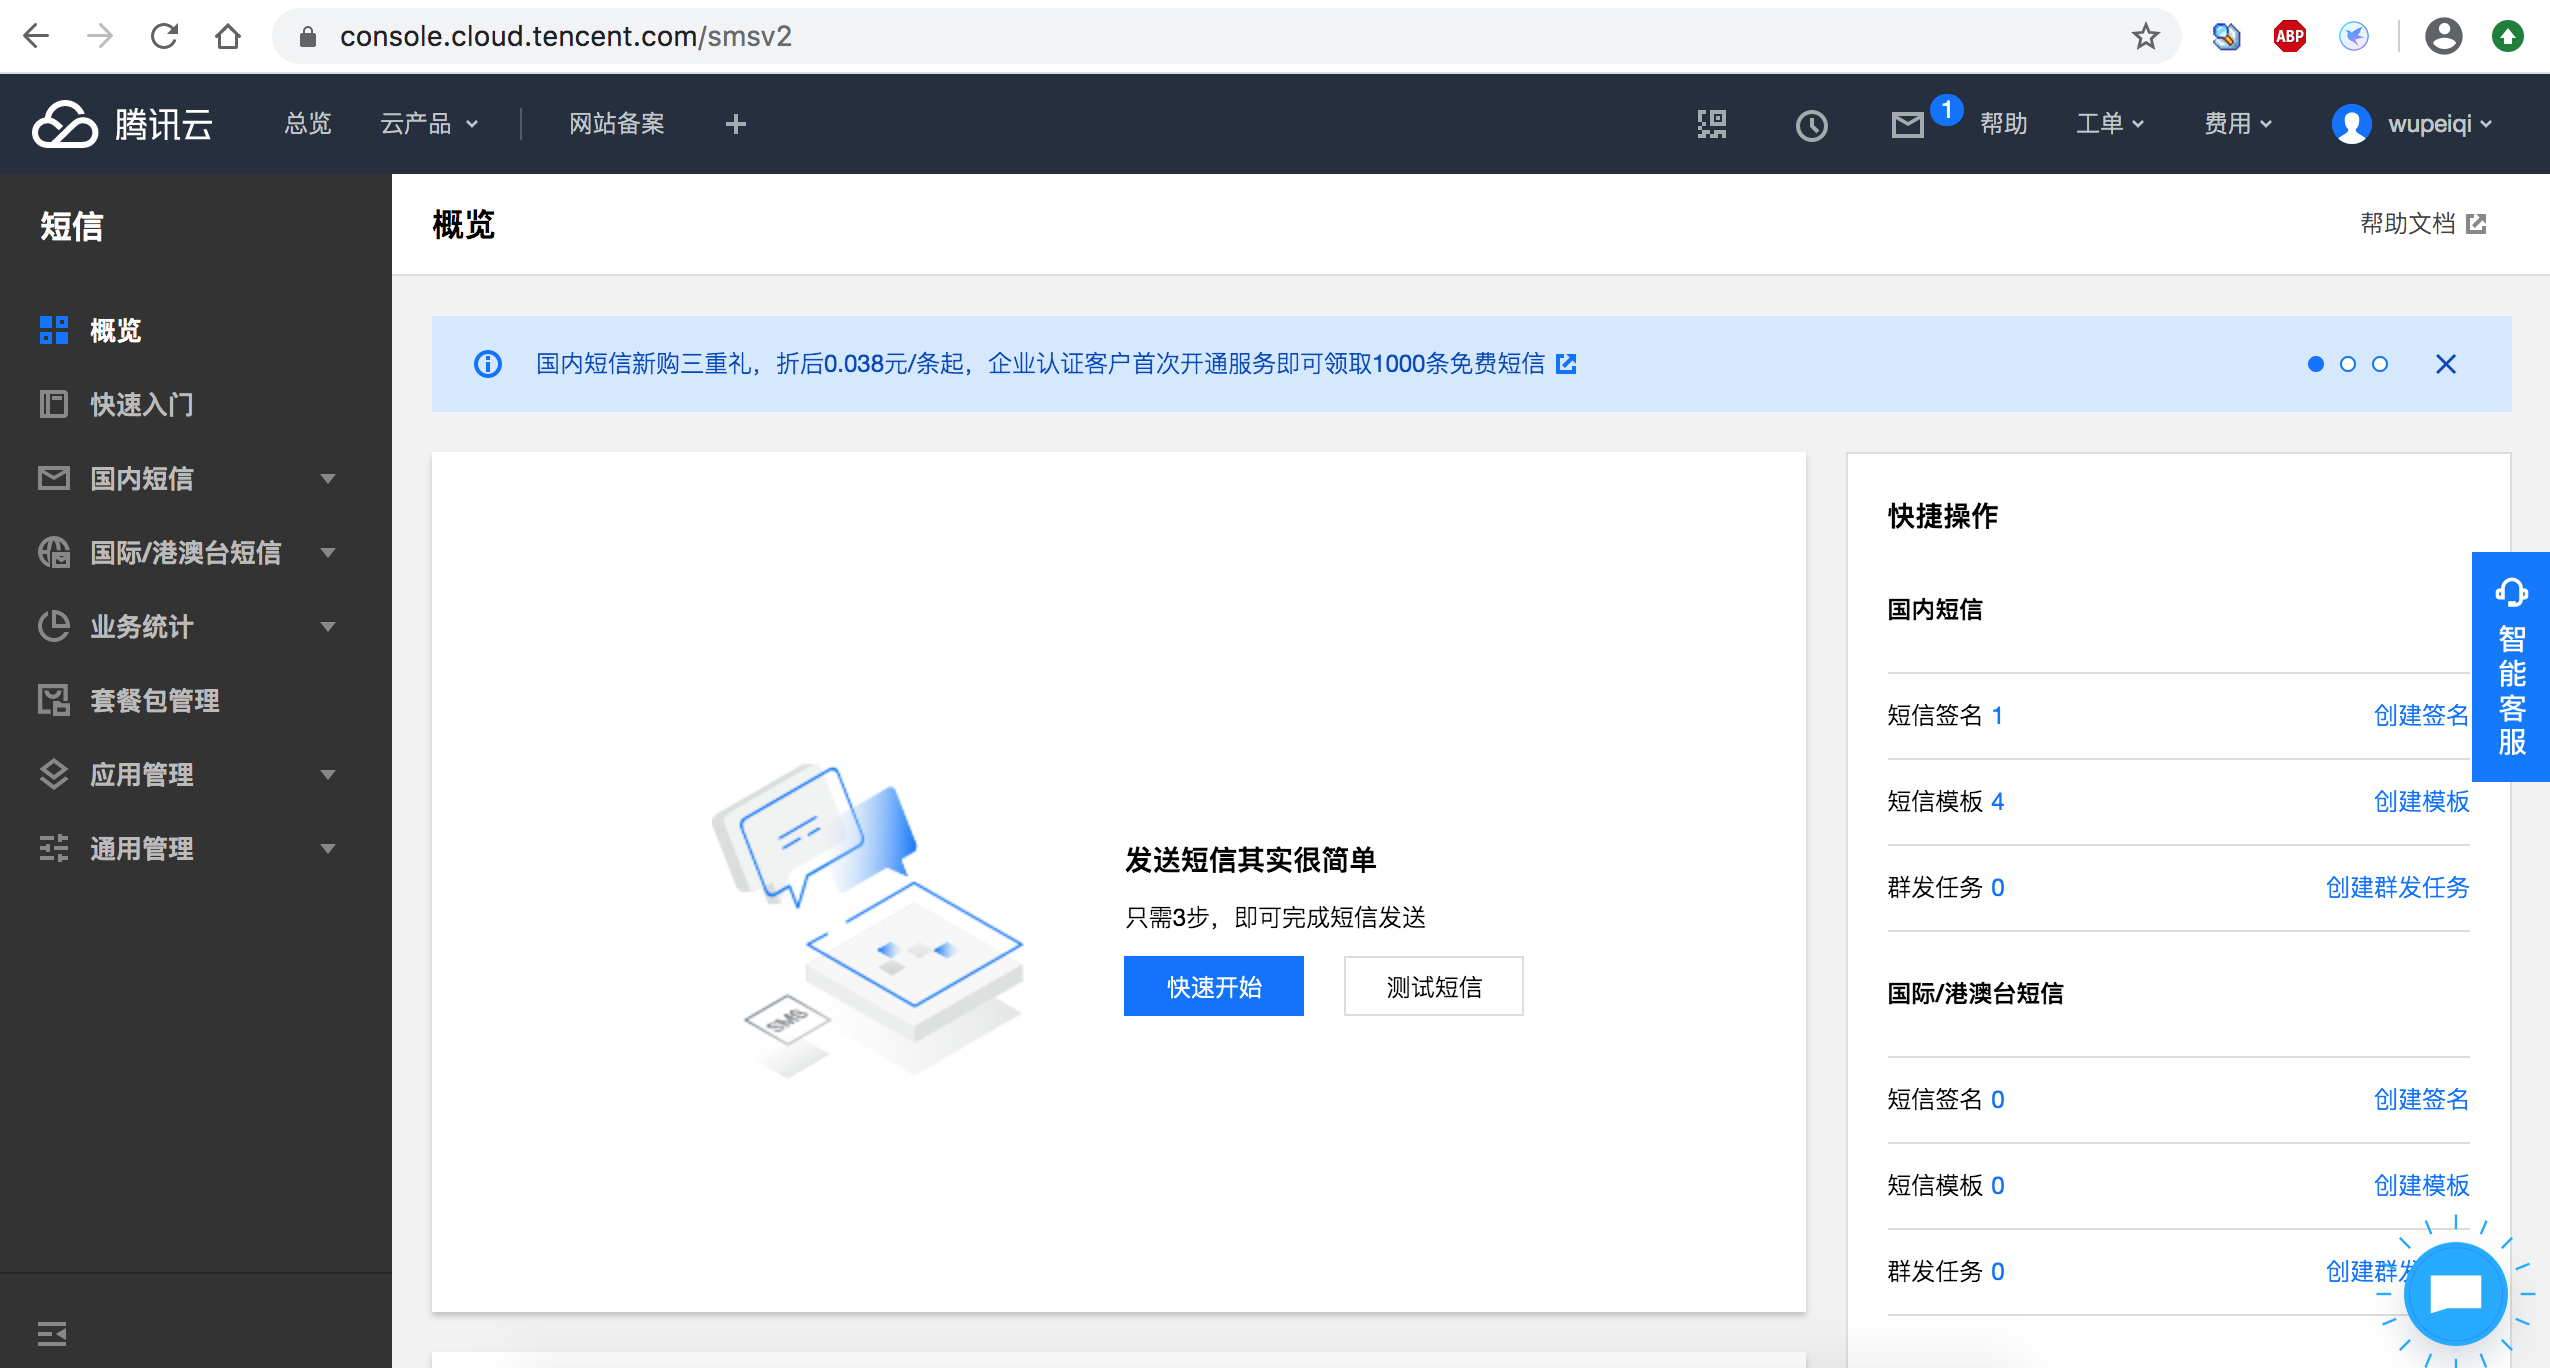 console.cloud.tencent.com/smsv2
ABP
腾讯云
总览
云产品
网站备案
1
帮助
工单
费用
wupeiqi
短信
概览
快速入门
国内短信
国际/港澳台短信
业务统计
套餐包管理
应用管理
通用管理
概览
帮助文档
国内短信新购三重礼，折后0.038元/条起，企业认证客户首次开通服务即可领取1000条免费短信
SMS
发送短信其实很简单
只需3步，即可完成短信发送
快速开始
测试短信
快捷操作
国内短信
短信签名 1 创建签名
短信模板 4 创建模板
群发任务 0 创建群发任务
国际/港澳台短信
短信签名 0 创建签名
短信模板 0 创建模板
群发任务 0 创建群发
智能客服